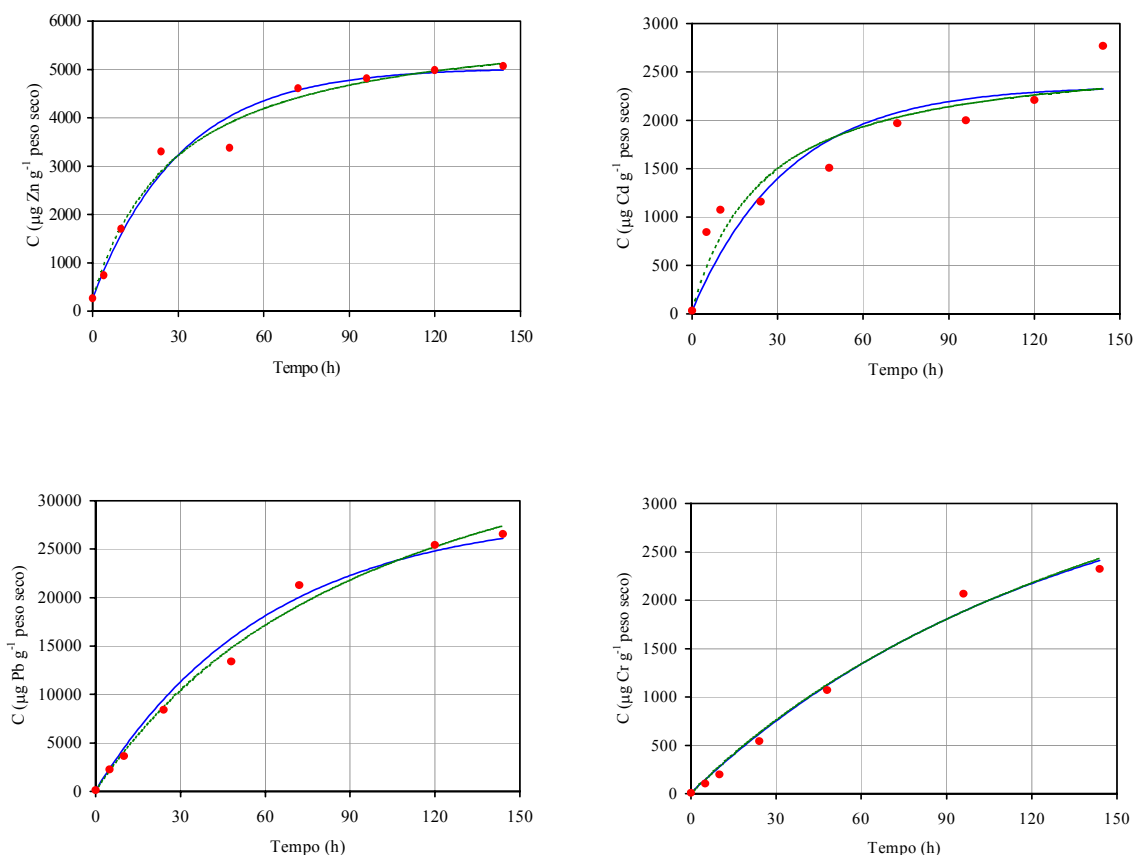 6000
5000
4000
3000
2000
1000
0
C (µg Zn g⁻¹ peso seco)
0 30 60 90 120 150
Tempo (h)
3000
2500
2000
1500
1000
500
0
C (µg Cd g⁻¹ peso seco)
0 30 60 90 120 150
Tempo (h)
30000
25000
20000
15000
10000
5000
0
C (µg Pb g⁻¹ peso seco)
0 30 60 90 120 150
Tempo (h)
3000
2500
2000
1500
1000
500
0
C (µg Cr g⁻¹ peso seco)
0 30 60 90 120 150
Tempo (h)